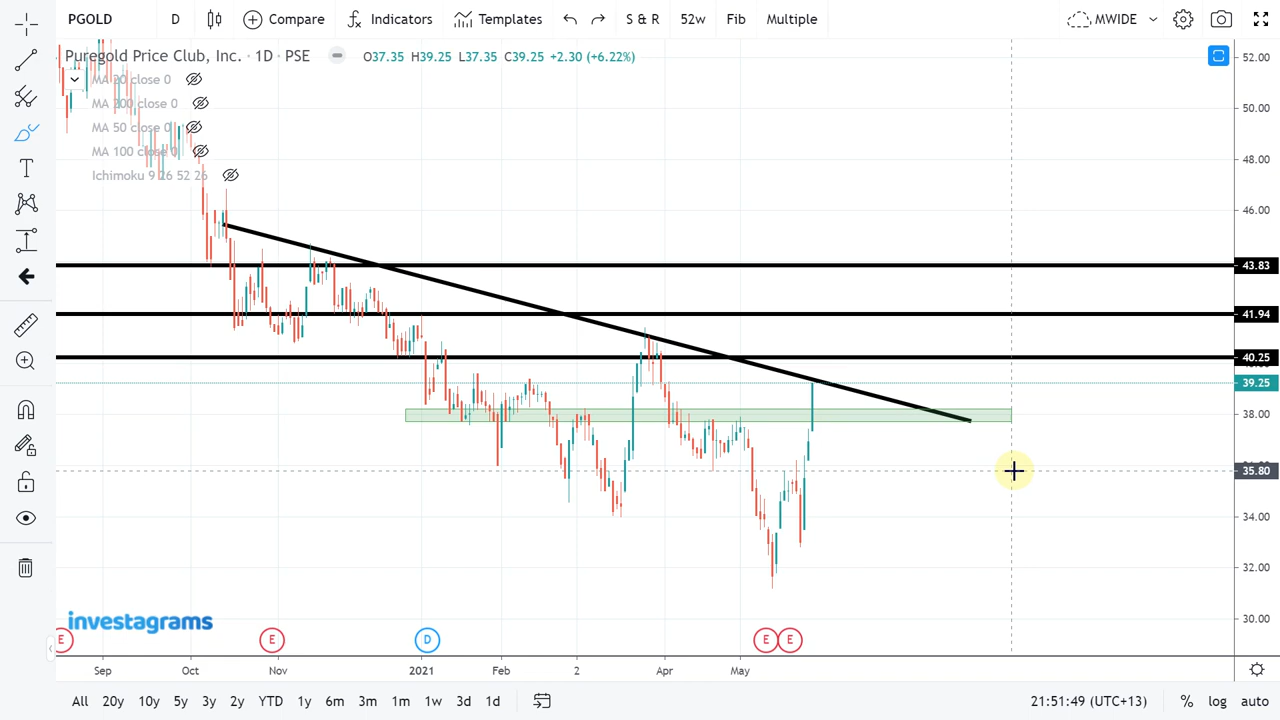 PGOLD D Compare Indicators Templates S & R 52w Fib Multiple MWIDE
Puregold Price Club, Inc. · 1D · PSE O37.35 H39.25 L37.35 C39.25 +2.30 (+6.22%)
MA 20 close 0
MA 200 close 0
MA 50 close 0
MA 100 close 0
Ichimoku 9 26 52 26
52.00
50.00
48.00
46.00
43.83
41.94
40.25
39.25
38.00
35.80
34.00
32.00
30.00
investagrams
E E D E E
Sep Oct Nov 2021 Feb 2 Apr May
All 20y 10y 5y 3y 2y YTD 1y 6m 3m 1m 1w 3d 1d 21:51:49 (UTC+13) % log auto